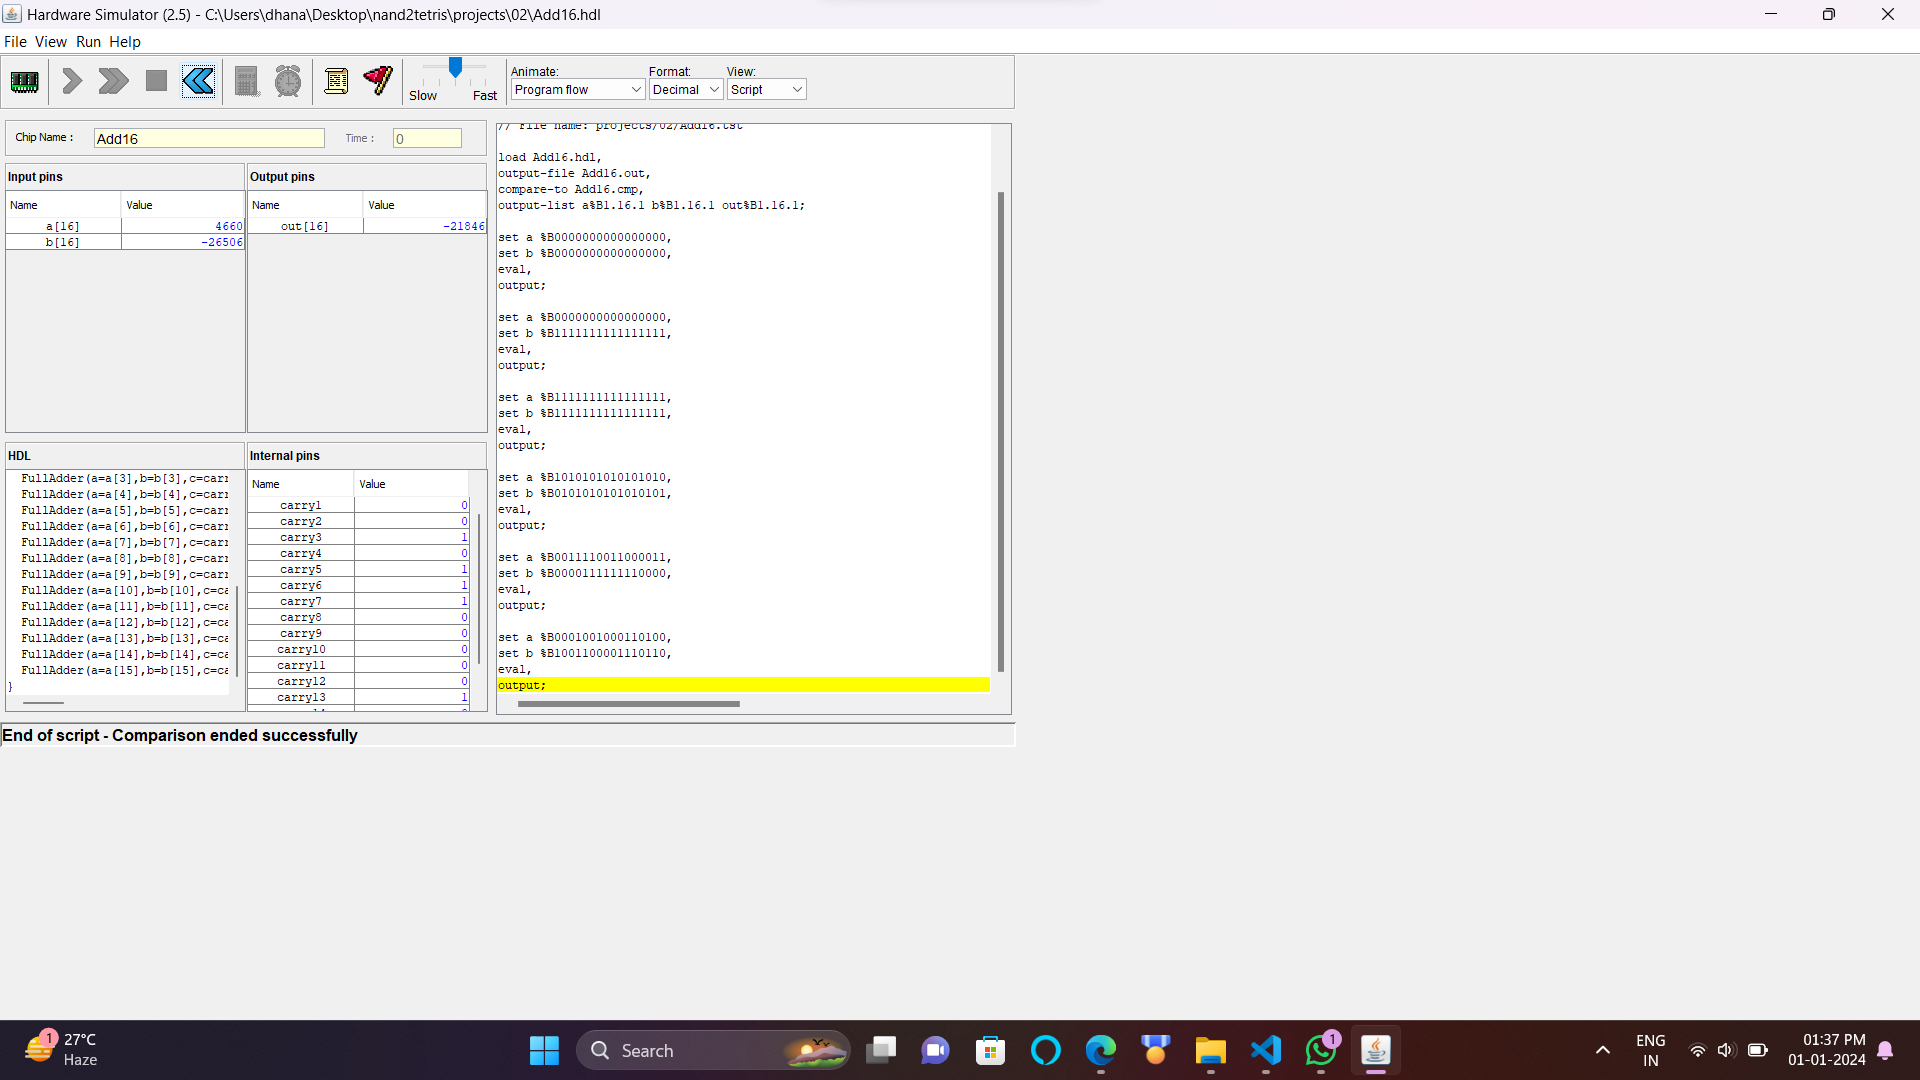 Hardware Simulator (2.5) - C:\Users\dhana\Desktop\nand2tetris\projects\02\Add16.hdl
File View Run Help
Slow Fast
Animate: Format: View:
Program flow Decimal Script
Chip Name : Add16 Time : 0
Input pins
Name Value
a[16] 4660
b[16] -26506
Output pins
Name Value
out[16] -21846
HDL
FullAdder(a=a[3],b=b[3],c=carr
FullAdder(a=a[4],b=b[4],c=carr
FullAdder(a=a[5],b=b[5],c=carr
FullAdder(a=a[6],b=b[6],c=carr
FullAdder(a=a[7],b=b[7],c=carr
FullAdder(a=a[8],b=b[8],c=carr
FullAdder(a=a[9],b=b[9],c=carr
FullAdder(a=a[10],b=b[10],c=ca
FullAdder(a=a[11],b=b[11],c=ca
FullAdder(a=a[12],b=b[12],c=ca
FullAdder(a=a[13],b=b[13],c=ca
FullAdder(a=a[14],b=b[14],c=ca
FullAdder(a=a[15],b=b[15],c=ca
}
Internal pins
Name Value
carry1 0
carry2 0
carry3 1
carry4 0
carry5 1
carry6 1
carry7 1
carry8 0
carry9 0
carry10 0
carry11 0
carry12 0
carry13 1
// File name: projects/02/Add16.tst
load Add16.hdl,
output-file Add16.out,
compare-to Add16.cmp,
output-list a%B1.16.1 b%B1.16.1 out%B1.16.1;
set a %B0000000000000000,
set b %B0000000000000000,
eval,
output;
set a %B0000000000000000,
set b %B1111111111111111,
eval,
output;
set a %B1111111111111111,
set b %B1111111111111111,
eval,
output;
set a %B1010101010101010,
set b %B0101010101010101,
eval,
output;
set a %B0011110011000011,
set b %B0000111111110000,
eval,
output;
set a %B0001001000110100,
set b %B1001100001110110,
eval,
output;
End of script - Comparison ended successfully
1
27°C
Haze
Search
1
ENG
IN
01:37 PM
01-01-2024